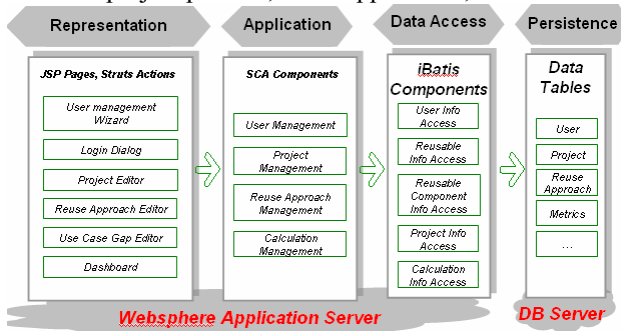 Representation
Application
Data Access
Persistence
JSP Pages, Struts Actions
User management
Wizard
Login Dialog
Project Editor
Reuse Approach Editor
Use Case Gap Editor
Dashboard
SCA Components
User Management
Project
Management
Reuse Approach
Management
Calculation
Management
iBatis
Components
User Info
Access
Reusable
Info Access
Reusable
Component
Info Access
Project Info
Access
Calculation
Info Access
Data
Tables
User
Project
Reuse
Approach
Metrics
...
Websphere Application Server
DB Server